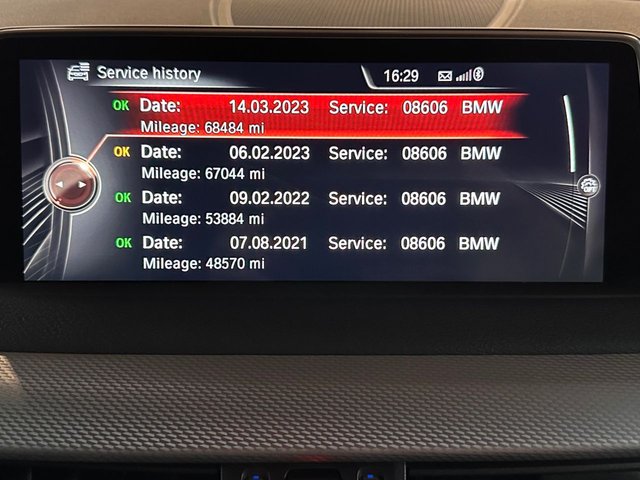 Service history 16:29
OK Date: 14.03.2023 Service: 08606 BMW
Mileage: 68484 mi
OK Date: 06.02.2023 Service: 08606 BMW
Mileage: 67044 mi
OK Date: 09.02.2022 Service: 08606 BMW
Mileage: 53884 mi
OK Date: 07.08.2021 Service: 08606 BMW
Mileage: 48570 mi